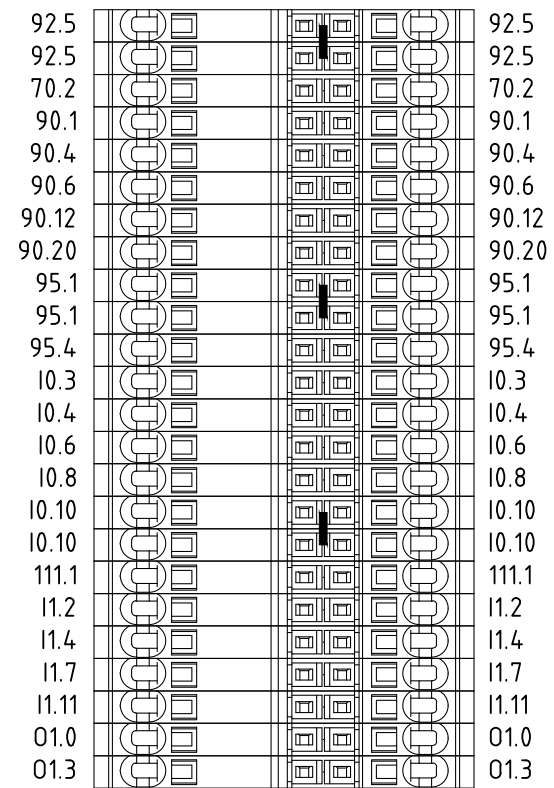 92.5 92.5
92.5 92.5
70.2 70.2
90.1 90.1
90.4 90.4
90.6 90.6
90.12 90.12
90.20 90.20
95.1 95.1
95.1 95.1
95.4 95.4
I0.3 I0.3
I0.4 I0.4
I0.6 I0.6
I0.8 I0.8
I0.10 I0.10
I0.10 I0.10
111.1 111.1
I1.2 I1.2
I1.4 I1.4
I1.7 I1.7
I1.11 I1.11
O1.0 O1.0
O1.3 O1.3